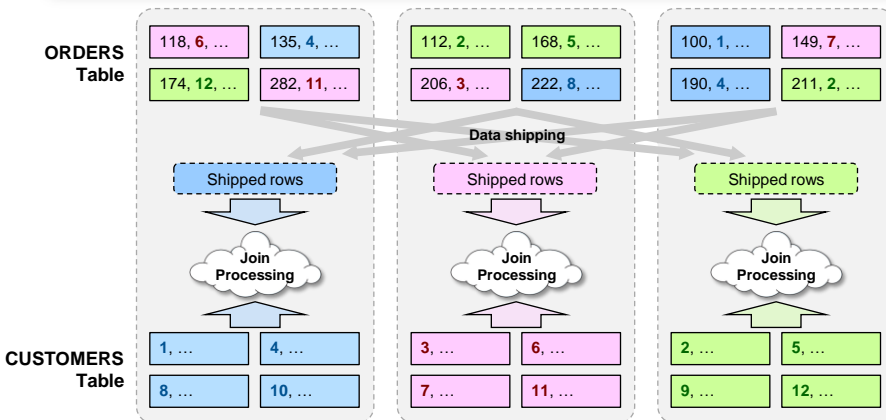 ORDERS
Table
118, 6, … 135, 4, … 112, 2, … 168, 5, … 100, 1, … 149, 7, …
174, 12, … 282, 11, … 206, 3, … 222, 8, … 190, 4, … 211, 2, …
Data shipping
Shipped rows Shipped rows Shipped rows
Join
Processing
Join
Processing
Join
Processing
CUSTOMERS
Table
1, … 4, … 3, … 6, … 2, … 5, …
8, … 10, … 7, … 11, … 9, … 12, …